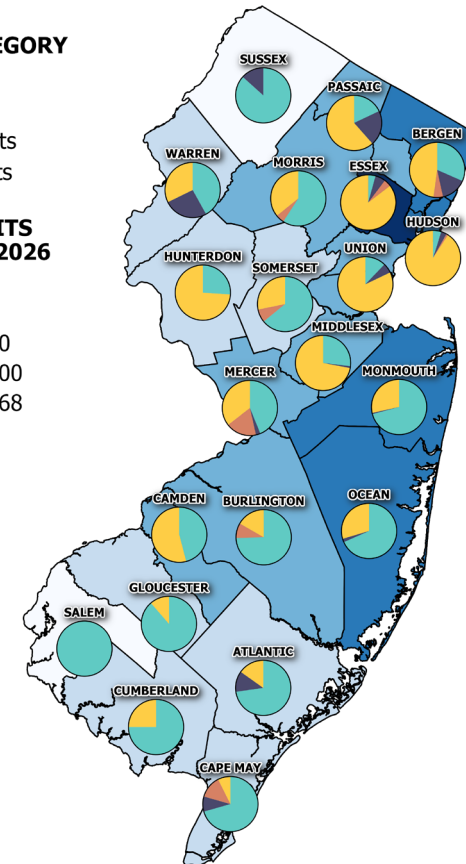 EGORY
ts
ts
ITS
2026
0
00
68
SUSSEX
PASSAIC
BERGEN
WARREN
MORRIS
ESSEX
HUDSON
UNION
HUNTERDON
SOMERSET
MIDDLESEX
MERCER
MONMOUTH
CAMDEN
BURLINGTON
OCEAN
GLOUCESTER
SALEM
ATLANTIC
CUMBERLAND
CAPE MAY